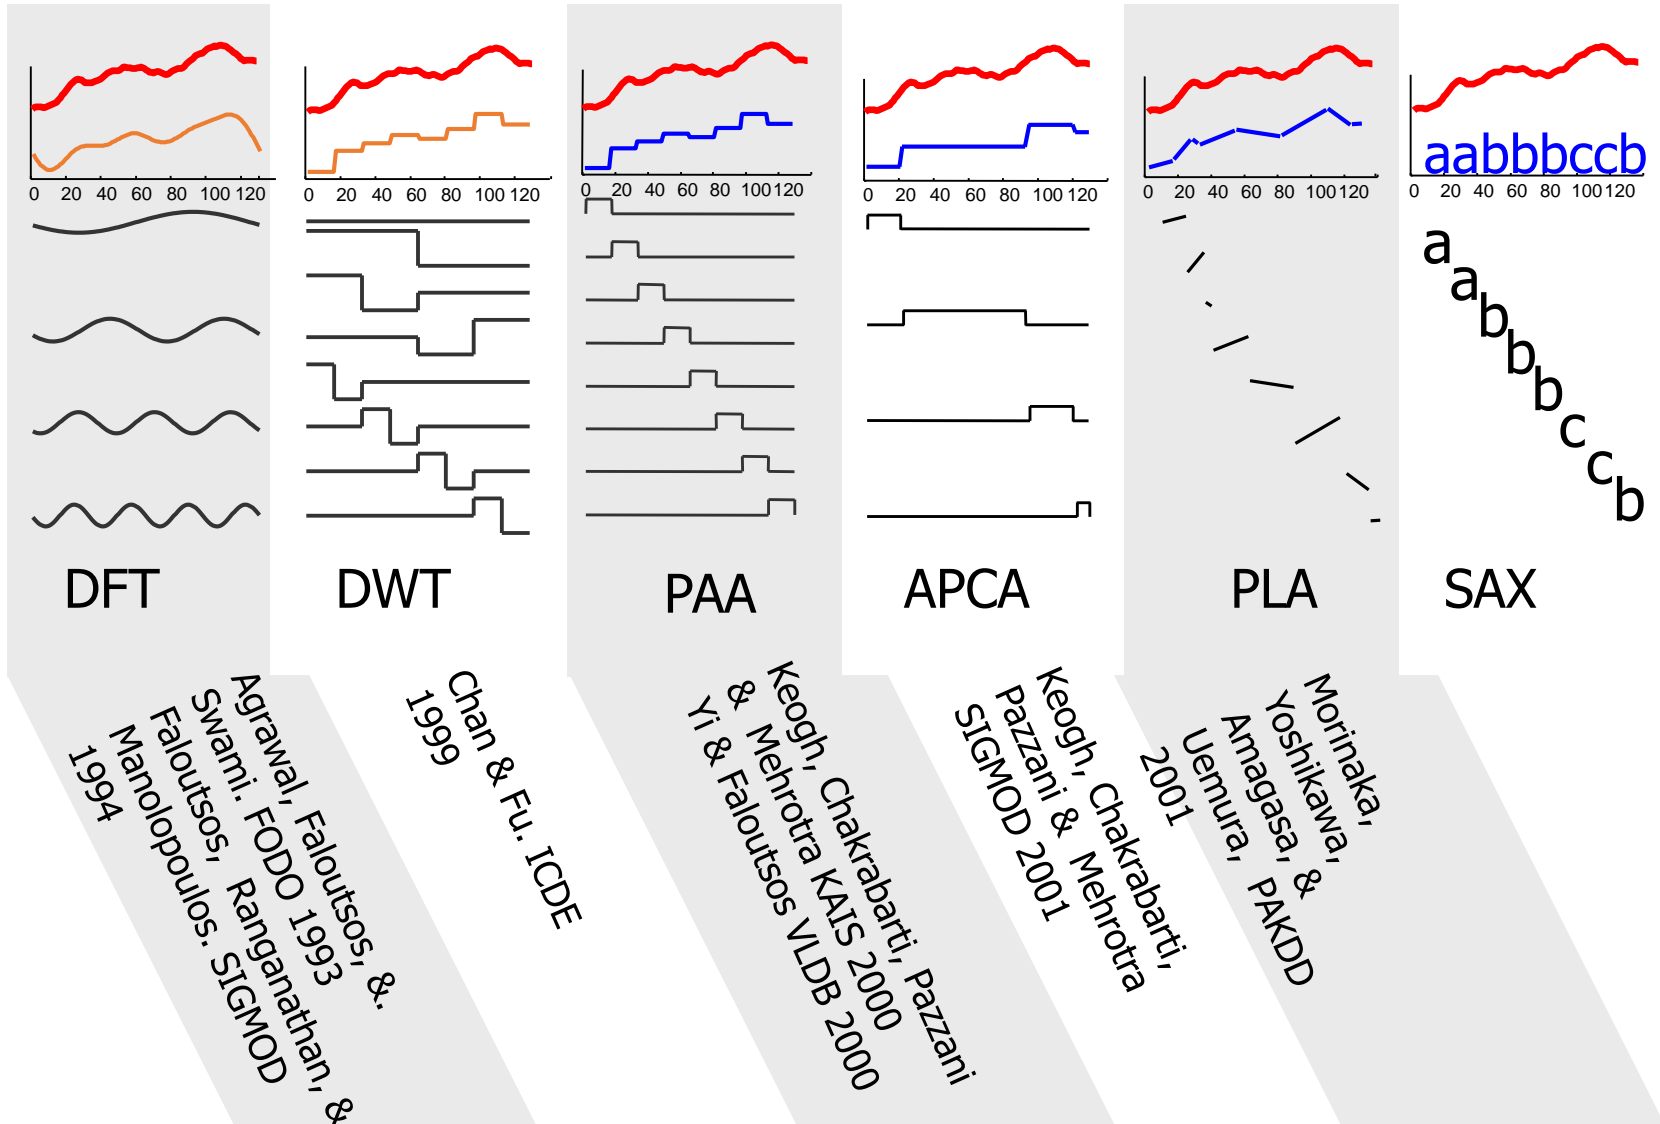 0 20 40 60 80 100 120
0 20 40 60 80 100 120
0 20 40 60 80 100 120
0 20 40 60 80 100 120
0 20 40 60 80 100 120
0 20 40 60 80 100 120
aabbbccb
a
a
b
b
b
c
c
b
DFT
DWT
PAA
APCA
PLA
SAX
Agrawal, Faloutsos, &.
Swami. FODO 1993
Faloutsos, Ranganathan, &
Manolopoulos. SIGMOD
1994
Chan & Fu. ICDE
1999
Keogh, Chakrabarti, Pazzani
& Mehrotra KAIS 2000
Yi & Faloutsos VLDB 2000
Keogh, Chakrabarti,
Pazzani & Mehrotra
SIGMOD 2001
Morinaka,
Yoshikawa,
Amagasa, &
Uemura, PAKDD
2001